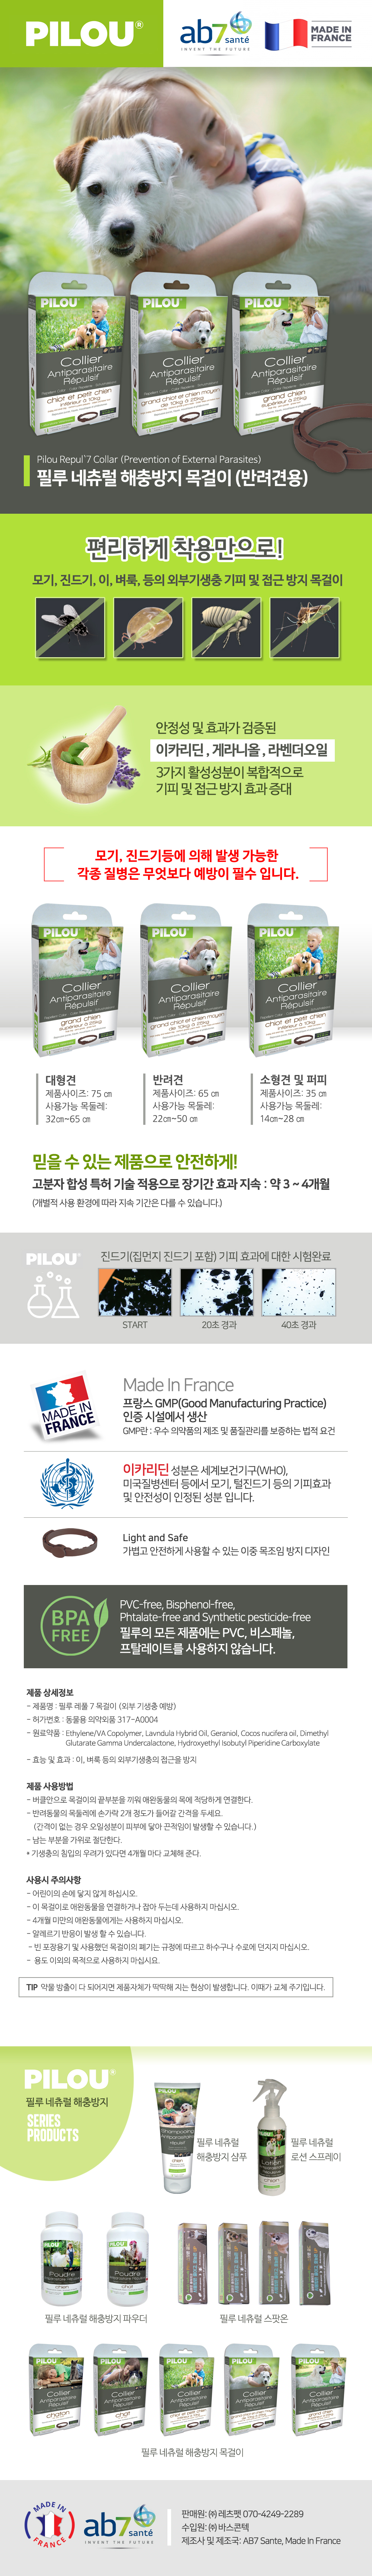 PILOU®
ab7 santé
INVENT THE FUTURE
MADE IN
FRANCE
PILOU
Collier
Antiparasitaire
Répulsif
chiot et petit chien
inférieur à 10kg
PILOU
Collier
Antiparasitaire
Répulsif
grand chiot et chien moyen
de 10kg à 25kg
PILOU
Collier
Antiparasitaire
Répulsif
grand chien
supérieur à 25kg
Pilou Repul'7 Collar (Prevention of External Parasites)
필루 네츄럴 해충방지 목걸이 (반려견용)
편리하게 착용만으로!
모기, 진드기, 이, 벼룩, 등의 외부기생충 기피 및 접근 방지 목걸이
안정성 및 효과가 검증된
이카리딘 , 게라니올 , 라벤더오일
3가지 활성성분이 복합적으로
기피 및 접근 방지 효과 증대
모기, 진드기등에 의해 발생 가능한
각종 질병은 무엇보다 예방이 필수 입니다.
PILOU
Collier
Antiparasitaire
Répulsif
grand chien
supérieur à 25kg
PILOU
Collier
Antiparasitaire
Répulsif
grand chiot et chien moyen
de 10kg à 25kg
PILOU
Collier
Antiparasitaire
Répulsif
chiot et petit chien
inférieur à 10kg
대형견
제품사이즈: 75 ㎝
사용가능 목둘레:
32㎝~65 ㎝
반려견
제품사이즈: 65 ㎝
사용가능 목둘레:
22㎝~50 ㎝
소형견 및 퍼피
제품사이즈: 35 ㎝
사용가능 목둘레:
14㎝~28 ㎝
믿을 수 있는 제품으로 안전하게!
고분자 합성 특허 기술 적용으로 장기간 효과 지속 : 약 3 ~ 4개월
(개별적 사용 환경에 따라 지속 기간은 다를 수 있습니다.)
PILOU®
진드기(집먼지 진드기 포함) 기피 효과에 대한 시험완료
Active
Polymer
START
20초 경과
40초 경과
MADE IN
FRANCE
Made In France
프랑스 GMP(Good Manufacturing Practice)
인증 시설에서 생산
GMP란 : 우수 의약품의 제조 및 품질관리를 보증하는 법적 요건
이카리딘 성분은 세계보건기구(WHO),
미국질병센터 등에서 모기, 털진드기 등의 기피효과
및 안전성이 인정된 성분 입니다.
Light and Safe
가볍고 안전하게 사용할 수 있는 이중 목조임 방지 디자인
BPA
FREE
PVC-free, Bisphenol-free,
Phtalate-free and Synthetic pesticide-free
필루의 모든 제품에는 PVC, 비스페놀,
프탈레이트를 사용하지 않습니다.
제품 상세정보
- 제품명 : 필루 레풀 7 목걸이 (외부 기생충 예방)
- 허가번호 : 동물용 의약외품 317-A0004
- 원료약품 : Ethylene/VA Copolymer, Lavndula Hybrid Oil, Geraniol, Cocos nucifera oil, Dimethyl
Glutarate Gamma Undercalactone, Hydroxyethyl Isobutyl Piperidine Carboxylate
- 효능 및 효과 : 이, 벼룩 등의 외부기생충의 접근을 방지
제품 사용방법
- 버클만으로 목걸이의 끝부분을 끼워 애완동물의 목에 적당하게 연결한다.
- 반려동물의 목둘레에 손가락 2개 정도가 들어갈 간격을 두세요.
(간격이 없는 경우 오일성분이 피부에 닿아 끈적임이 발생할 수 있습니다.)
- 남는 부분을 가위로 절단한다.
* 기생충의 침입의 우려가 있다면 4개월 마다 교체해 준다.
사용시 주의사항
- 어린이의 손에 닿지 않게 하십시오.
- 이 목걸이로 애완동물을 연결하거나 잡아 두는데 사용하지 마십시오.
- 4개월 미만의 애완동물에게는 사용하지 마십시오.
- 알레르기 반응이 발생 할 수 있습니다.
- 빈 포장용기 및 사용했던 목걸이의 폐기는 규정에 따르고 하수구나 수로에 던지지 마십시오.
- 용도 이외의 목적으로 사용하지 마십시요.
TIP 약물 방출이 다 되어지면 제품자체가 딱딱해 지는 현상이 발생합니다. 이때가 교체 주기입니다.
PILOU®
필루 네츄럴 해충방지
SERIES
PRODUCTS
필루 네츄럴
해충방지 샴푸
필루 네츄럴
로션 스프레이
PILOU
Poudre
chien
PILOU
Poudre
chat
필루 네츄럴 해충방지 파우더
필루 네츄럴 스팟온
PILOU
Collier
chaton
PILOU
Collier
chat
PILOU
Collier
PILOU
Collier
PILOU
Collier
필루 네츄럴 해충방지 목걸이
MADE IN
FRANCE
ab7 santé
INVENT THE FUTURE
판매원: ㈜ 레츠펫 070-4249-2289
수입원: ㈜ 바스콘텍
제조사 및 제조국: AB7 Sante, Made In France